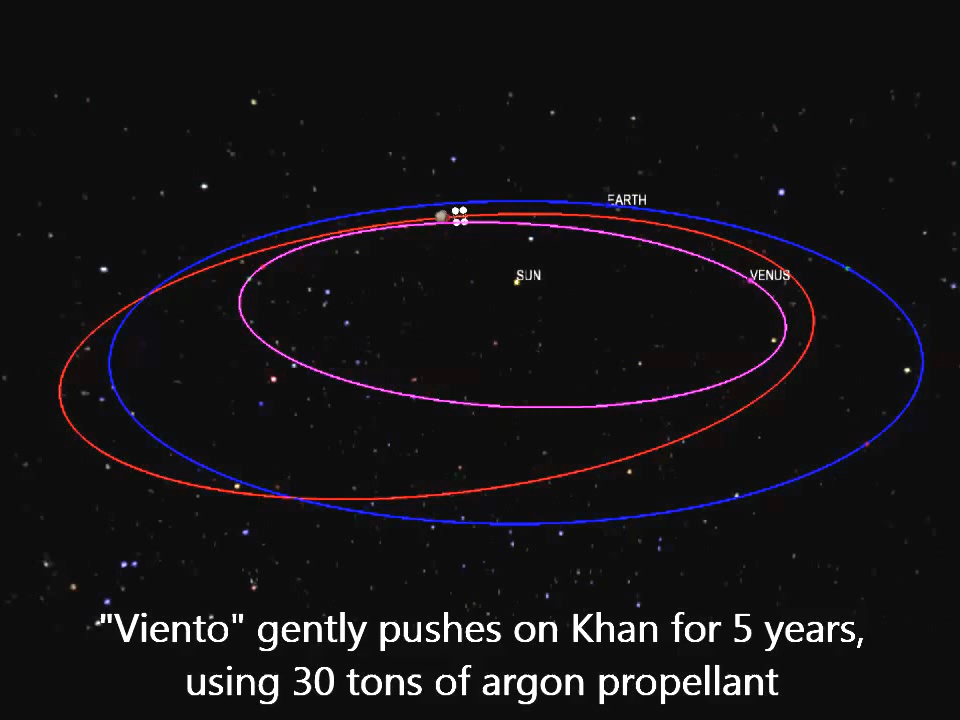 EARTH
SUN
VENUS
"Viento" gently pushes on Khan for 5 years,
using 30 tons of argon propellant